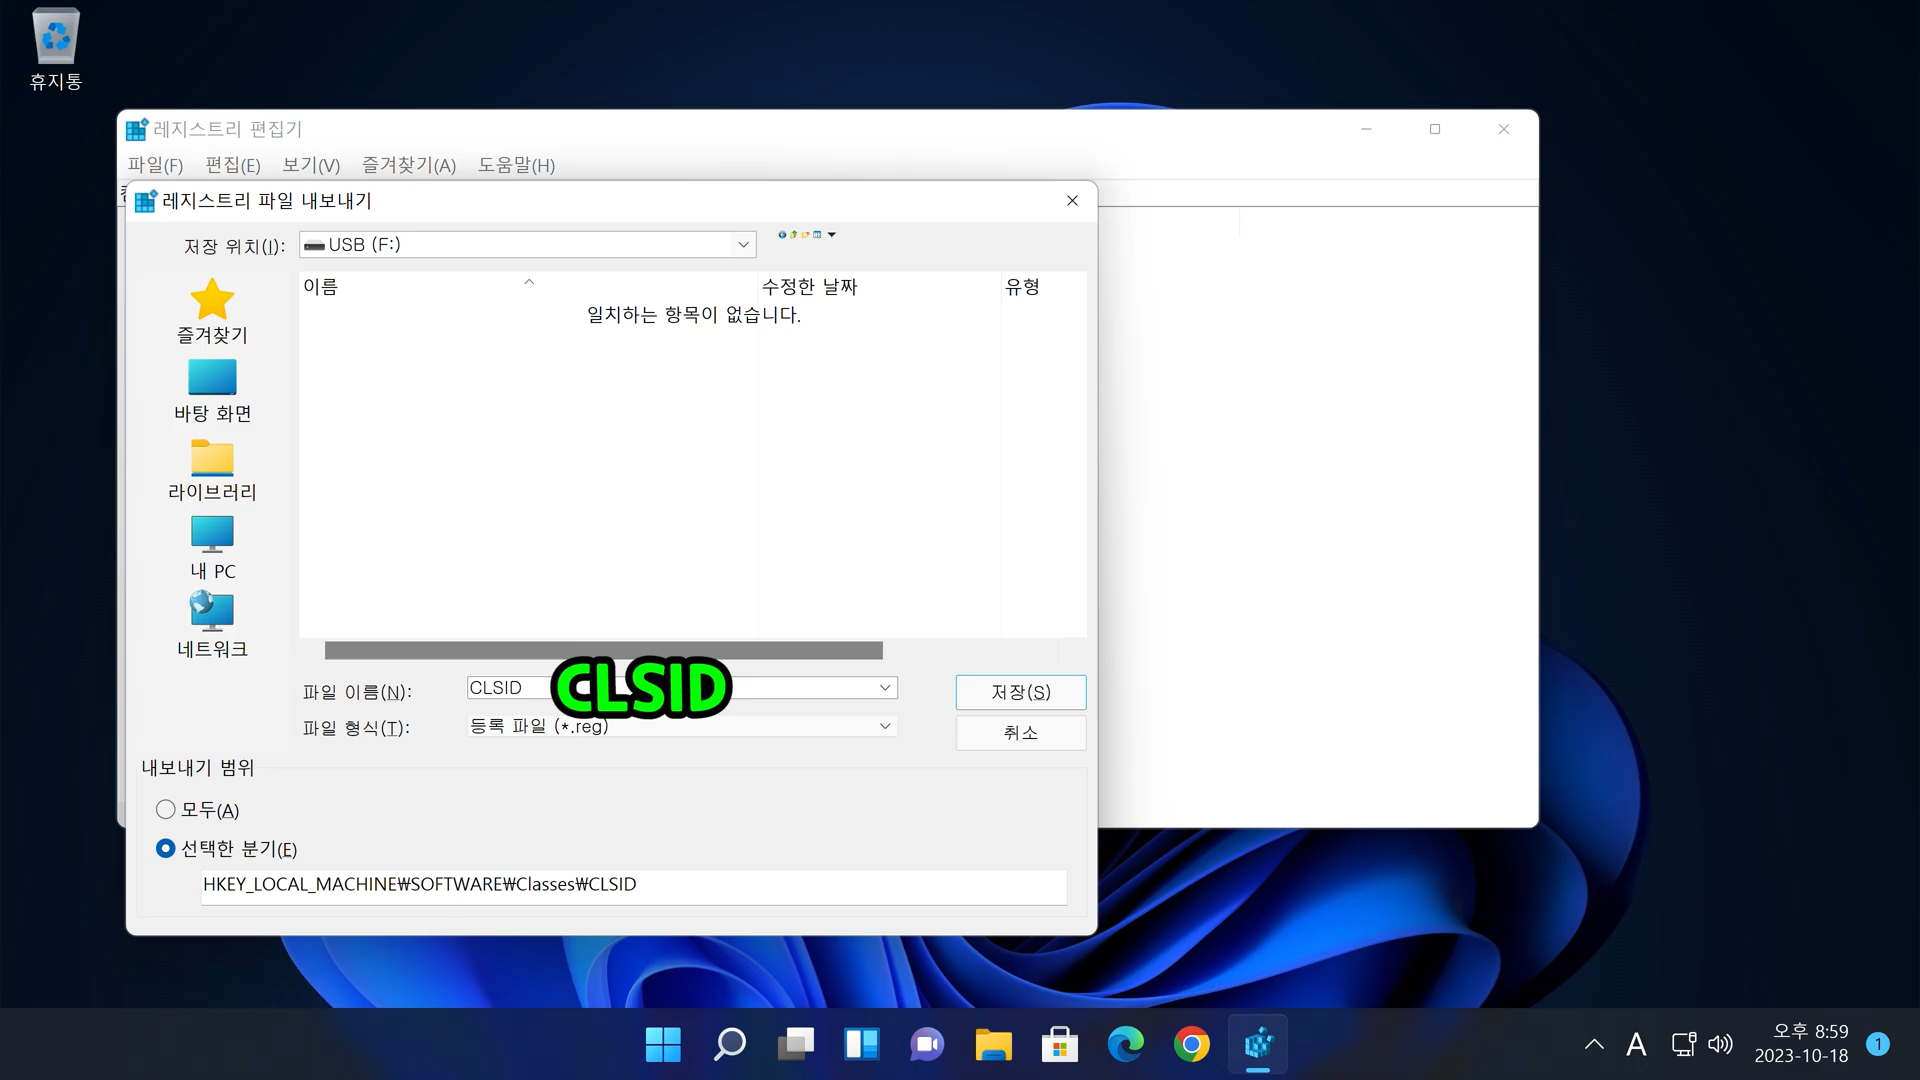 휴지통
레지스트리 편집기
파일(F) 편집(E) 보기(V) 즐겨찾기(A) 도움말(H)
레지스트리 파일 내보내기
저장 위치(I): USB (F:)
이름 수정한 날짜 유형
일치하는 항목이 없습니다.
즐겨찾기
바탕 화면
라이브러리
내 PC
네트워크
파일 이름(N): CLSID
CLSID
저장(S)
파일 형식(T): 등록 파일 (*.reg)
취소
내보내기 범위
모두(A)
선택한 분기(E)
HKEY_LOCAL_MACHINE₩SOFTWARE₩Classes₩CLSID
A
오후 8:59
2023-10-18
1